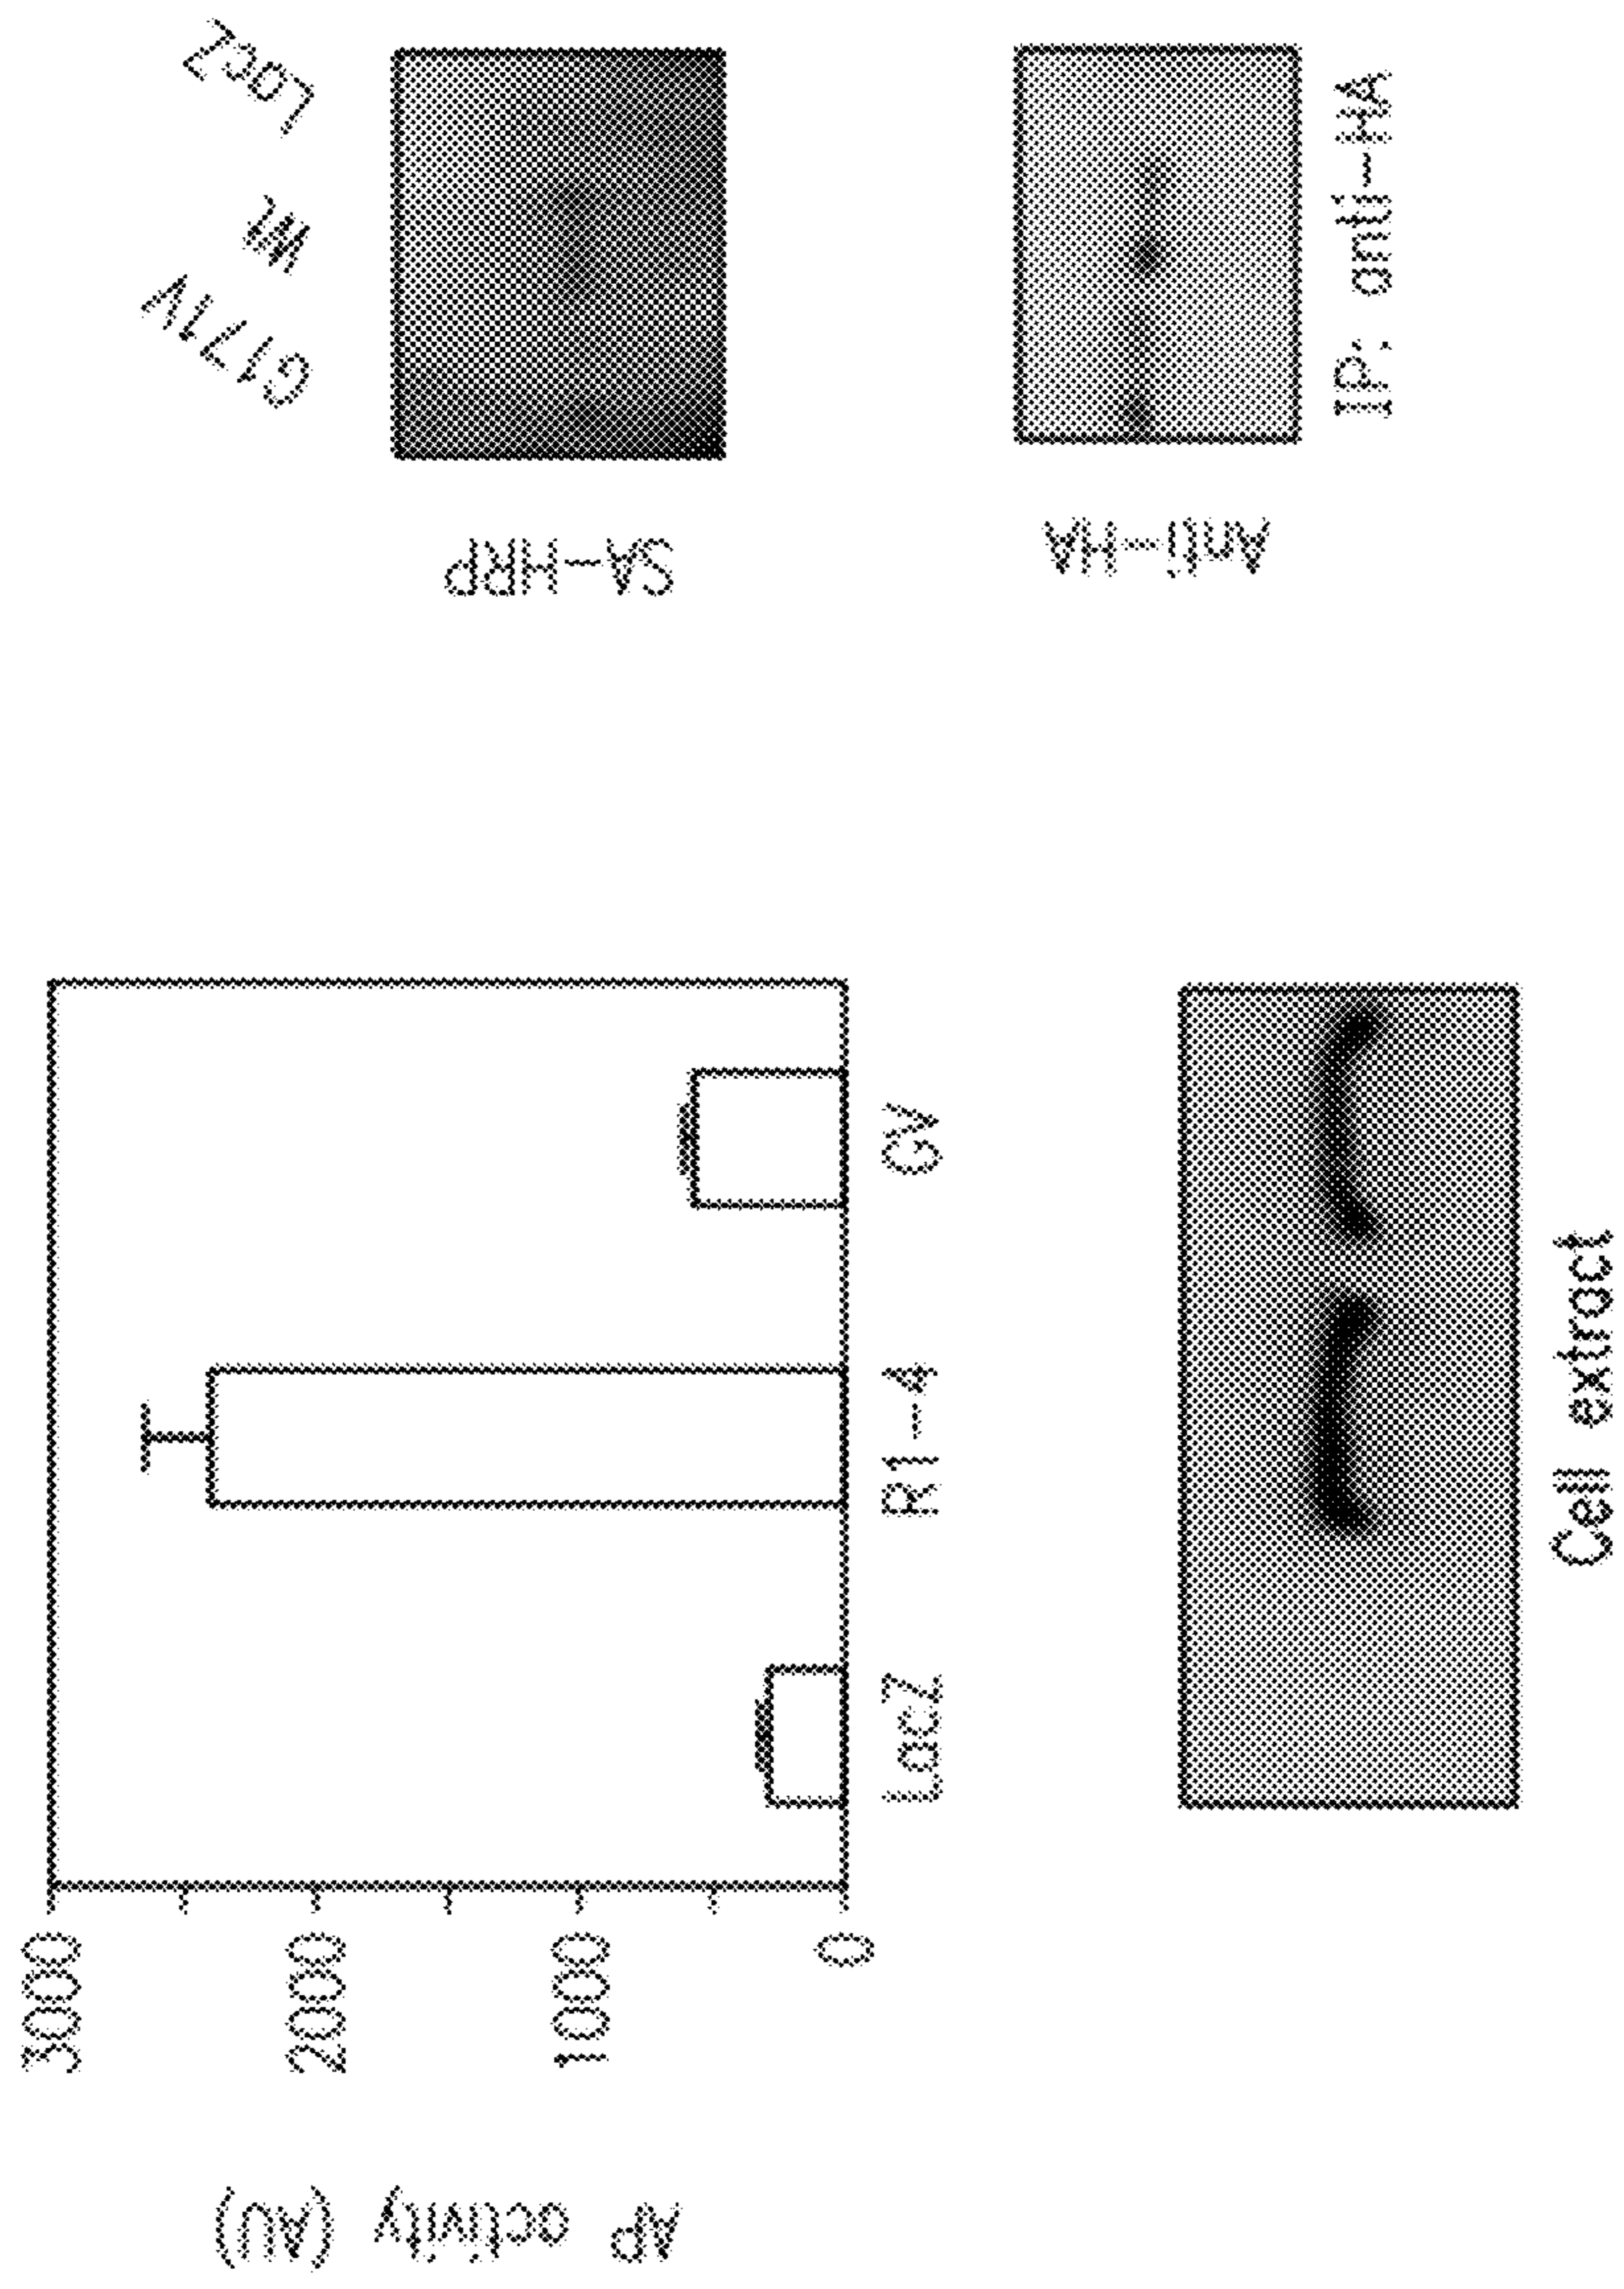 AP activity (AU)
3000
2000
1000
0
LacZ
R1-4
GV
Cell extract
G171V
Wt
LacZ
SA-HRP
Anti-HA
IP: anti-HA